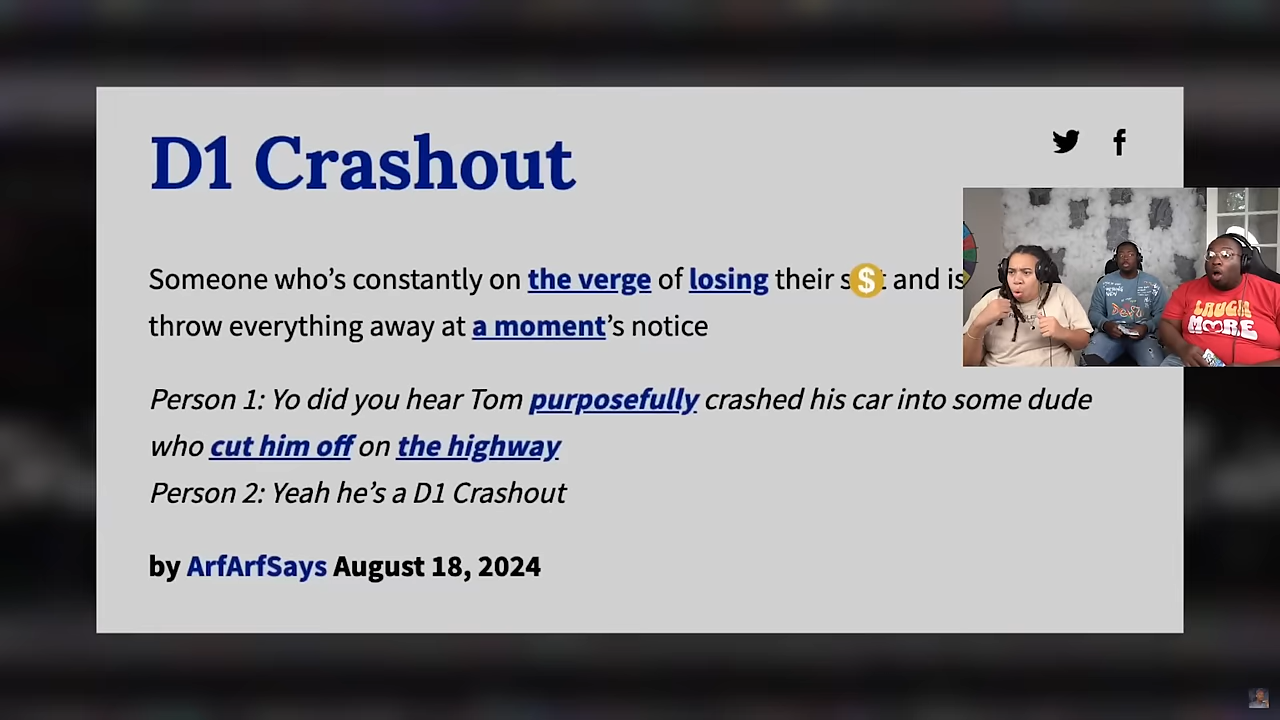 D1 Crashout
Someone who's constantly on the verge of losing their s and is
throw everything away at a moment's notice
Person 1: Yo did you hear Tom purposefully crashed his car into some dude
who cut him off on the highway
Person 2: Yeah he's a D1 Crashout
by ArfArfSays August 18, 2024
LAUGH
MORE